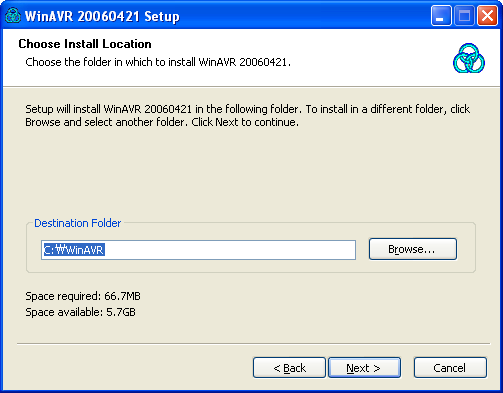 WinAVR 20060421 Setup
Choose Install Location
Choose the folder in which to install WinAVR 20060421.
Setup will install WinAVR 20060421 in the following folder. To install in a different folder, click
Browse and select another folder. Click Next to continue.
Destination Folder
C:₩WinAVR
Browse...
Space required: 66.7MB
Space available: 5.7GB
< Back
Next >
Cancel